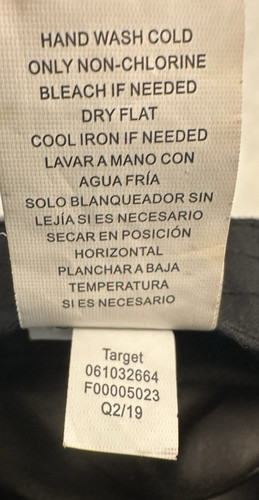 HAND WASH COLD
ONLY NON-CHLORINE
BLEACH IF NEEDED
DRY FLAT
COOL IRON IF NEEDED
LAVAR A MANO CON
AGUA FRÍA
SOLO BLANQUEADOR SIN
LEJÍA SI ES NECESARIO
SECAR EN POSICIÓN
HORIZONTAL
PLANCHAR A BAJA
TEMPERATURA
SI ES NECESARIO
Target
061032664
F00005023
Q2/19